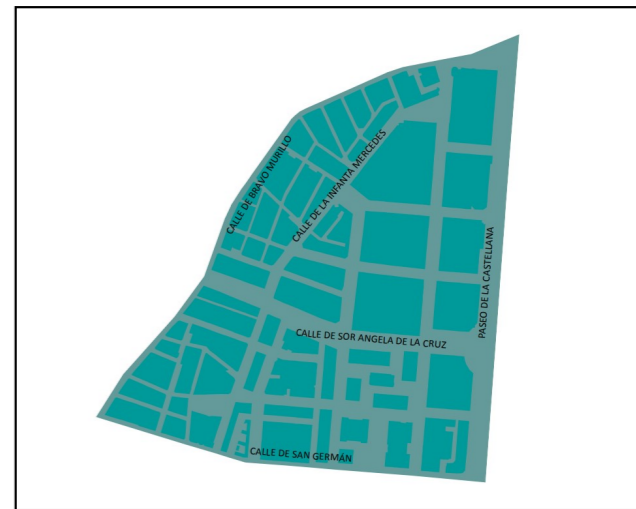 CALLE DE BRAVO MURILLO
CALLE DE LA INFANTA MERCEDES
PASEO DE LA CASTELLANA
CALLE DE SOR ANGELA DE LA CRUZ
CALLE DE SAN GERMÁN